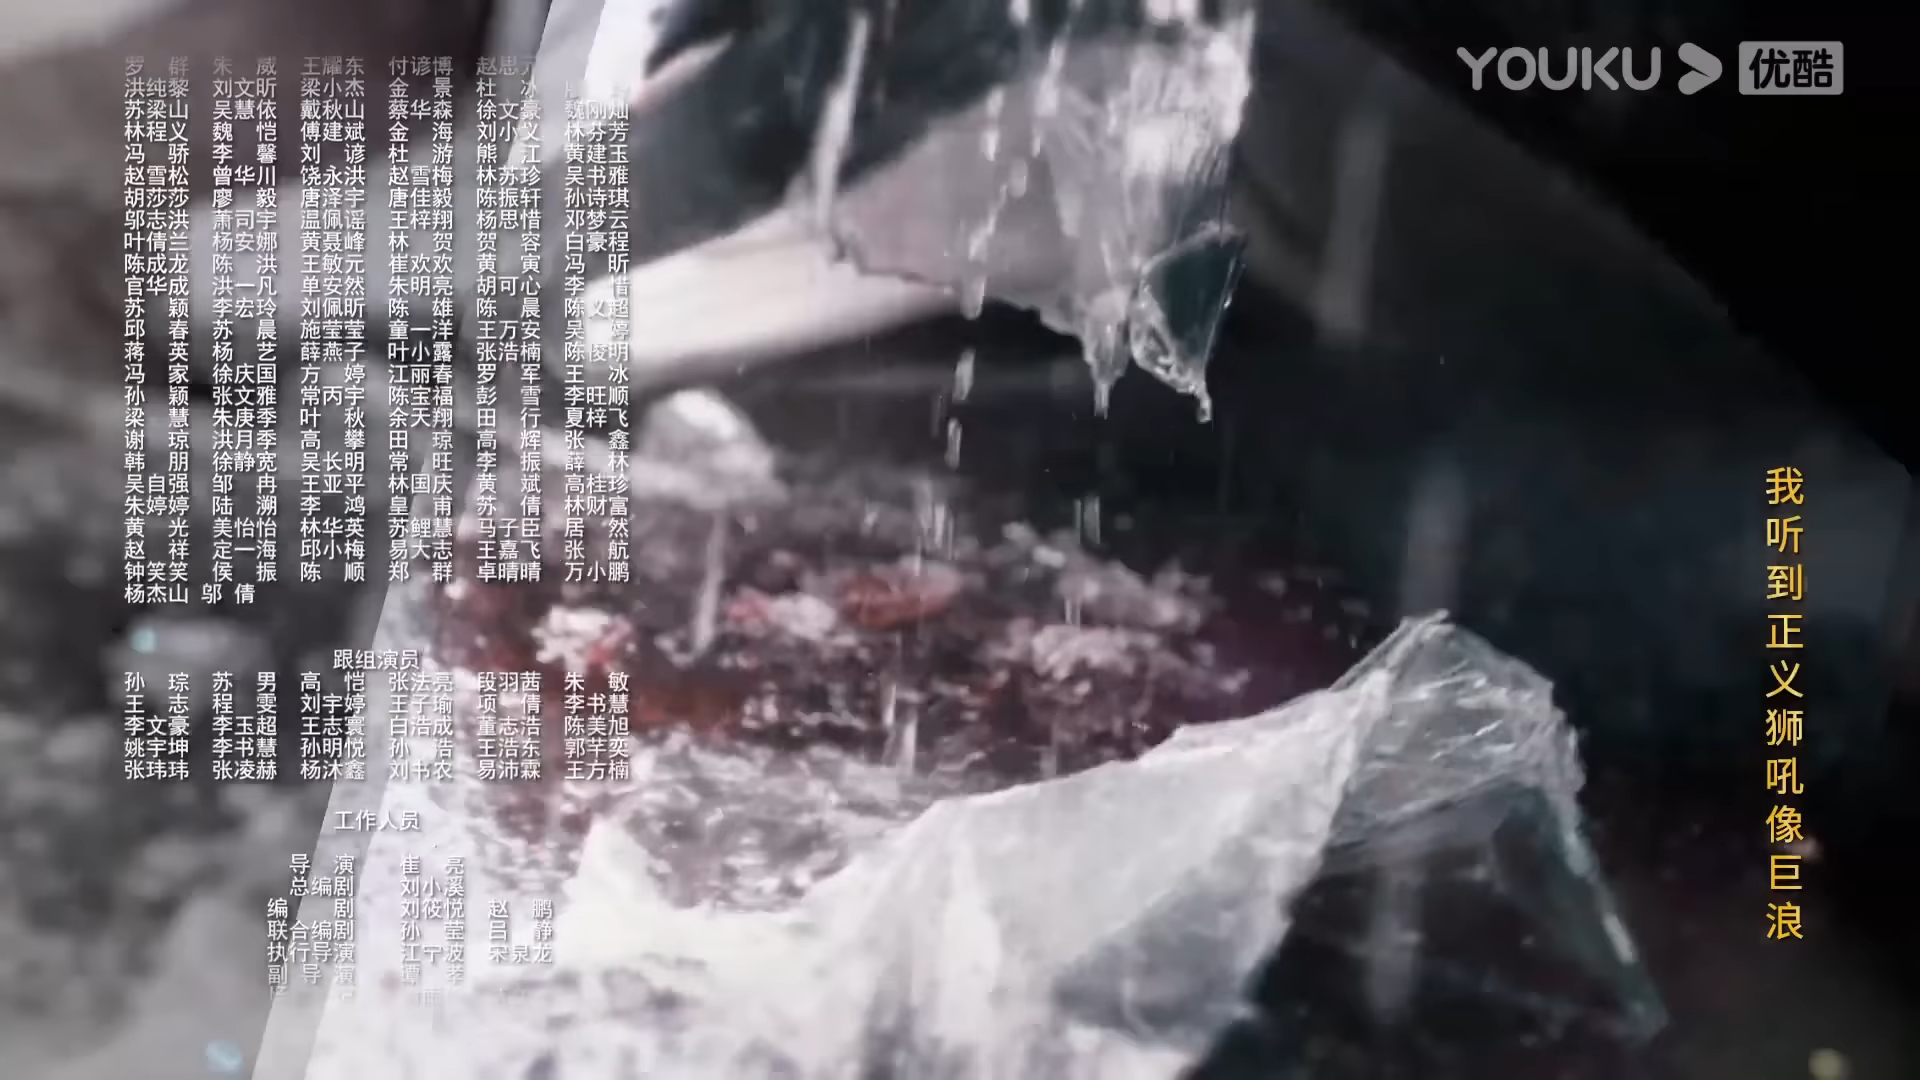 YOUKU 优酷
罗群 朱威 王耀东 付谚博 赵思
洪纯黎 刘文昕 梁小杰 金景 杜冰
苏梁山 吴慧依 戴秋山 蔡华森 徐文豪 魏刚灿
林程义 魏恺 傅建斌 金海 刘小义 林芬芳
冯骄 李馨 刘谚 杜游 熊江 黄建玉
赵雪松 曾华川 饶永洪 赵雪梅 林苏珍 吴书雅
胡莎莎 廖毅 唐泽宇 唐佳毅 陈振轩 孙诗琪
邬志洪 萧司宇 温佩谣 王梓翔 杨思惜 邓梦云
叶倩兰 杨安娜 黄聂峰 林贺 贺容 白豪程
陈成龙 陈洪 王敏元 崔欢欢 黄寅 冯昕
官华成 洪一凡 单安然 朱明亮 胡可心 李惜
苏颖 李宏玲 刘佩昕 陈雄 陈晨 陈义超
邱春 苏晨 施莹莹 童一洋 王万安 吴婷
蒋英 杨艺 薛燕子 叶小露 张浩楠 陈俊明
冯家 徐庆国 方婷 江丽春 罗军 王冰
孙颖 张文雅 常丙宇 陈宝福 彭雪 李旺顺
梁慧 朱庚季 叶秋 余天翔 田行 夏梓飞
谢琼 洪月季 高攀 田琼 高辉 张鑫
韩朋 徐静宽 吴长明 常旺 李振 薛林
吴自强 邹冉 王亚平 林国庆 黄斌 高桂珍
朱婷婷 陆溯 李鸿 皇甫 苏倩 林财富
黄光 美怡怡 林华英 苏鲤慧 马子臣 居然
赵祥 定一海 邱小梅 易大志 王嘉飞 张航
钟笑笑 侯振 陈顺 郑群 卓晴晴 万小鹏
杨杰山 邬倩
跟组演员
孙琮 苏男 高恺 张法亮 段羽茜 朱敏
王志 程雯 刘宇婷 王子瑜 项倩 李书慧
李文豪 李玉超 王志寰 白浩成 董志浩 陈美旭
姚宇坤 李书慧 孙明悦 孙浩 王浩东 郭芊奕
张玮玮 张凌赫 杨沐鑫 刘书农 易沛霖 王方楠
工作人员
导演 崔亮
总编剧 刘小溪
编剧 刘筱悦 赵鹏
联合编剧 孙莹 吕静
执行导演 江宁波 宋泉龙
副导演 谭孝
我听到正义狮吼像巨浪